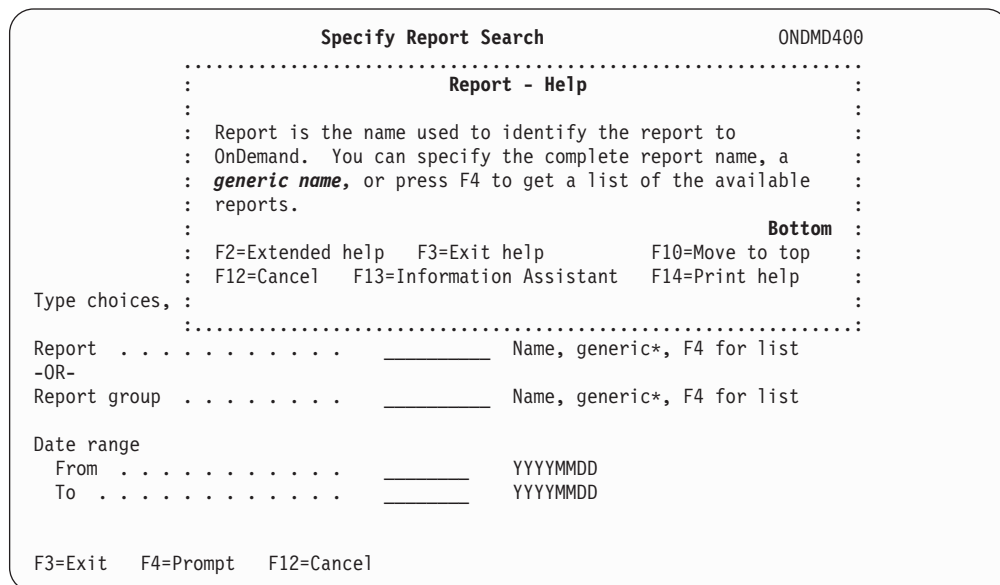 Specify Report Search ONDMD400
................................................................
: Report - Help :
: :
: Report is the name used to identify the report to :
: OnDemand. You can specify the complete report name, a :
: generic name, or press F4 to get a list of the available :
: reports. :
: Bottom :
: F2=Extended help F3=Exit help F10=Move to top :
: F12=Cancel F13=Information Assistant F14=Print help :
Type choices, : :
:..............................................................:
Report . . . . . . . . . . . __________ Name, generic*, F4 for list
-OR-
Report group . . . . . . . . __________ Name, generic*, F4 for list
Date range
From . . . . . . . . . . . ________ YYYYMMDD
To . . . . . . . . . . . . ________ YYYYMMDD
F3=Exit F4=Prompt F12=Cancel